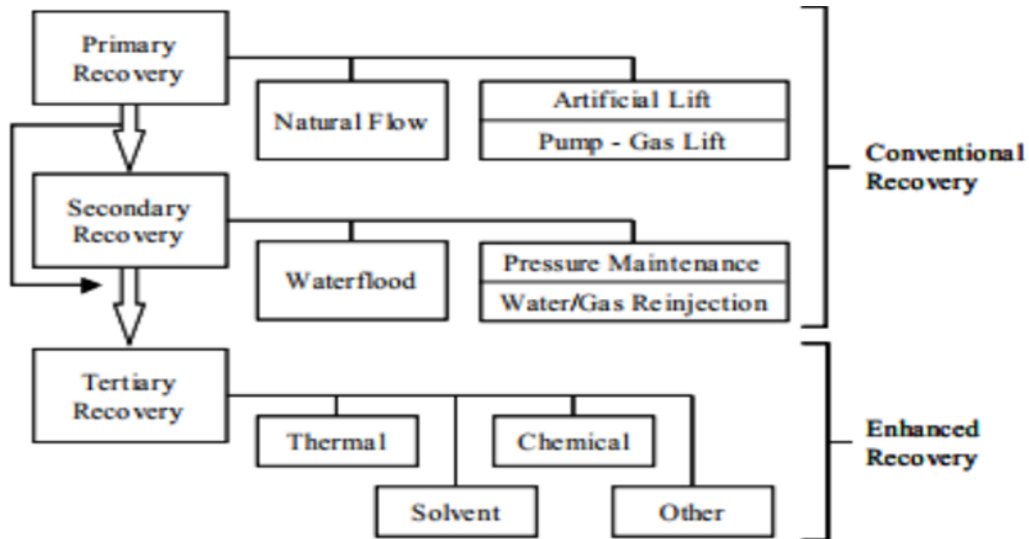 Primary
Recovery
Natural Flow
Artificial Lift
Pump - Gas Lift
Conventional
Recovery
Secondary
Recovery
Waterflood
Pressure Maintenance
Water/Gas Reinjection
Tertiary
Recovery
Thermal
Chemical
Solvent
Other
Enhanced
Recovery